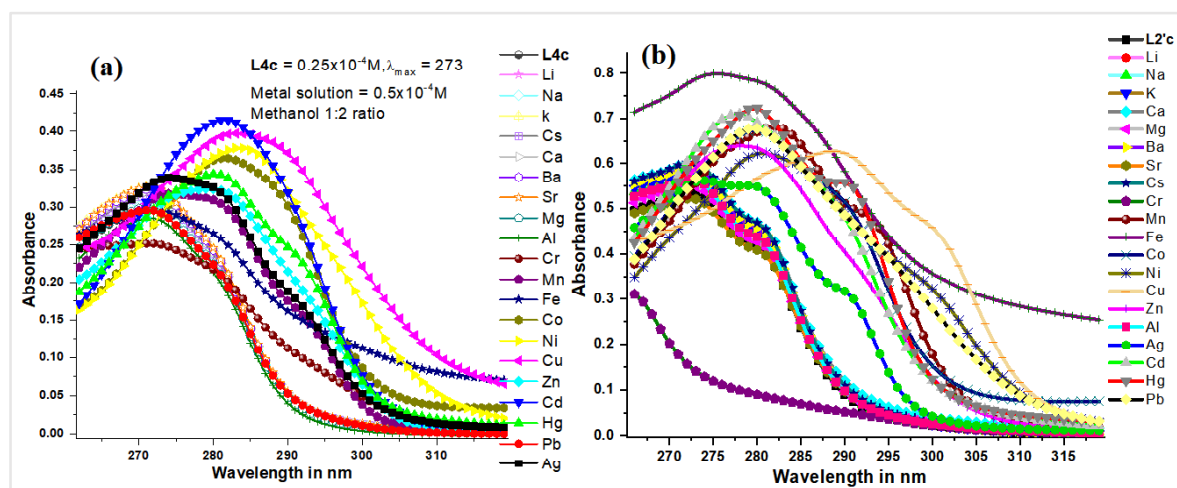 (a)
L4c = 0.25x10⁻⁴M,λmax = 273
Metal solution = 0.5x10⁻⁴M
Methanol 1:2 ratio
Absorbance
0.45
0.40
0.35
0.30
0.25
0.20
0.15
0.10
0.05
0.00
270
280
290
300
310
Wavelength in nm
L4c
Li
Na
k
Cs
Ca
Ba
Sr
Mg
Al
Cr
Mn
Fe
Co
Ni
Cu
Zn
Cd
Hg
Pb
Ag
(b)
Absorbance
0.8
0.7
0.6
0.5
0.4
0.3
0.2
0.1
0.0
270
275
280
285
290
295
300
305
310
315
Wavelength in nm
L2'c
Li
Na
K
Ca
Mg
Ba
Sr
Cs
Cr
Mn
Fe
Co
Ni
Cu
Zn
Al
Ag
Cd
Hg
Pb